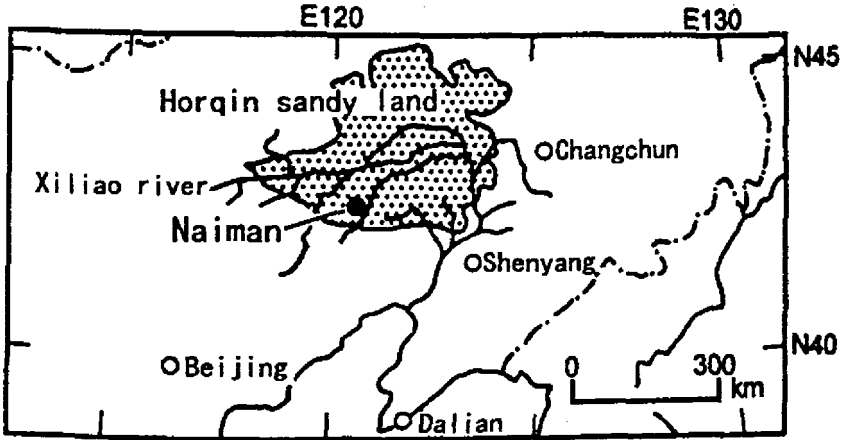 E120
E130
N45
Horqin sandy land
Changchun
Xiliao river
Naiman
Shenyang
N40
0 300
km
Beijing
Dalian